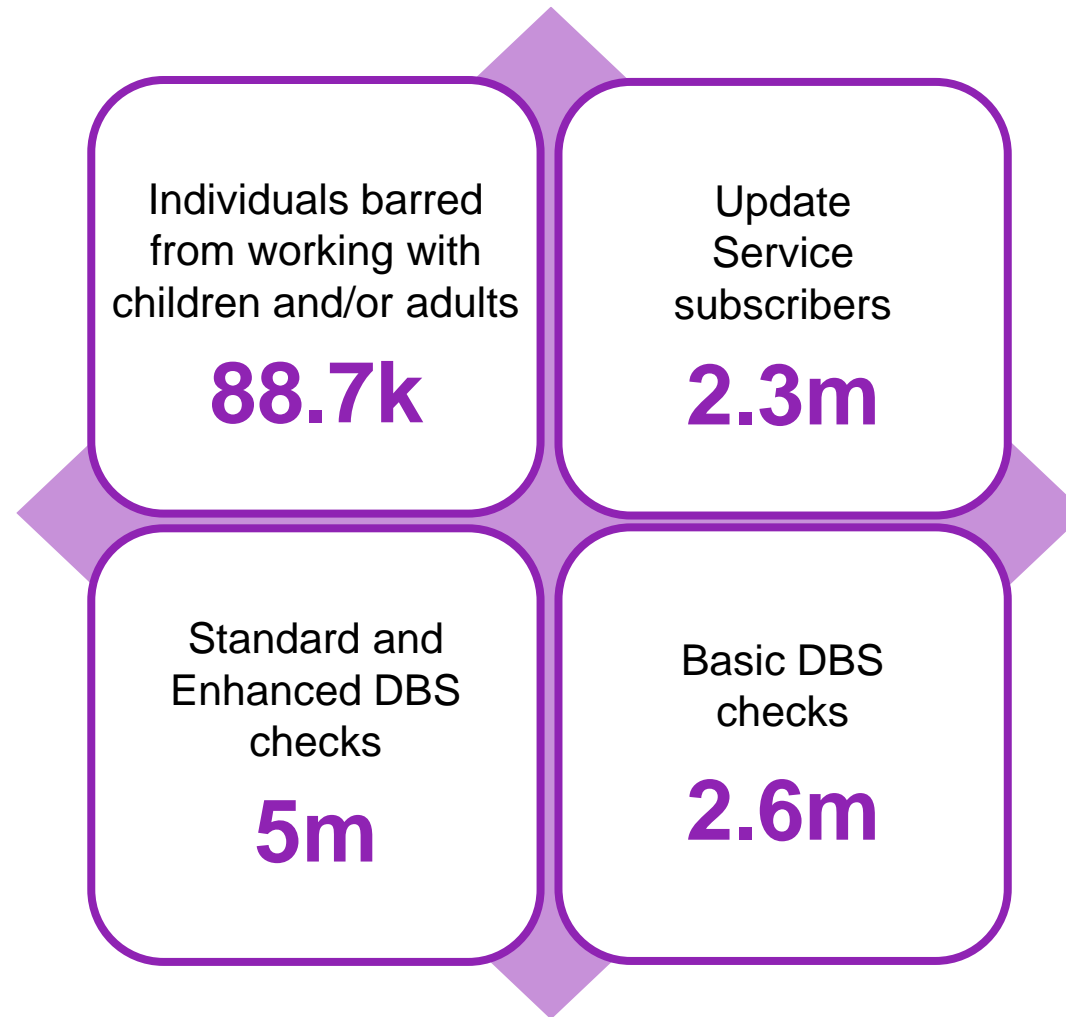 Individuals barred
from working with
children and/or adults
88.7k
Update
Service
subscribers
2.3m
Standard and
Enhanced DBS
checks
5m
Basic DBS
checks
2.6m